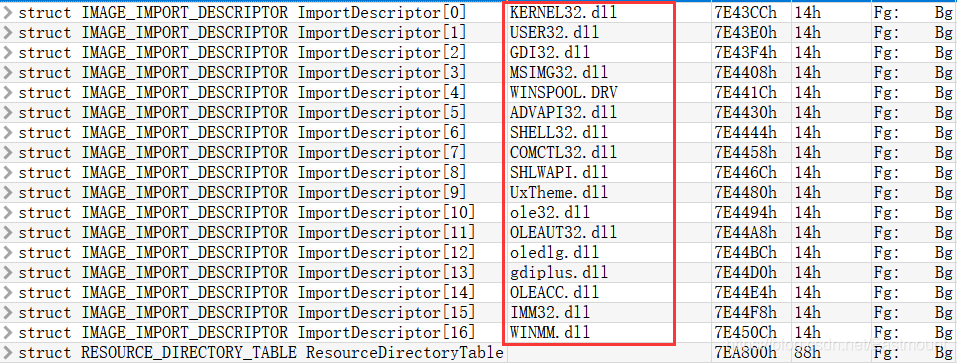 struct IMAGE_IMPORT_DESCRIPTOR ImportDescriptor[0] KERNEL32.dll 7E43CCh 14h Fg: Bg
struct IMAGE_IMPORT_DESCRIPTOR ImportDescriptor[1] USER32.dll 7E43E0h 14h Fg: Bg
struct IMAGE_IMPORT_DESCRIPTOR ImportDescriptor[2] GDI32.dll 7E43F4h 14h Fg: Bg
struct IMAGE_IMPORT_DESCRIPTOR ImportDescriptor[3] MSIMG32.dll 7E4408h 14h Fg: Bg
struct IMAGE_IMPORT_DESCRIPTOR ImportDescriptor[4] WINSPOOL.DRV 7E441Ch 14h Fg: Bg
struct IMAGE_IMPORT_DESCRIPTOR ImportDescriptor[5] ADVAPI32.dll 7E4430h 14h Fg: Bg
struct IMAGE_IMPORT_DESCRIPTOR ImportDescriptor[6] SHELL32.dll 7E4444h 14h Fg: Bg
struct IMAGE_IMPORT_DESCRIPTOR ImportDescriptor[7] COMCTL32.dll 7E4458h 14h Fg: Bg
struct IMAGE_IMPORT_DESCRIPTOR ImportDescriptor[8] SHLWAPI.dll 7E446Ch 14h Fg: Bg
struct IMAGE_IMPORT_DESCRIPTOR ImportDescriptor[9] UxTheme.dll 7E4480h 14h Fg: Bg
struct IMAGE_IMPORT_DESCRIPTOR ImportDescriptor[10] ole32.dll 7E4494h 14h Fg: Bg
struct IMAGE_IMPORT_DESCRIPTOR ImportDescriptor[11] OLEAUT32.dll 7E44A8h 14h Fg: Bg
struct IMAGE_IMPORT_DESCRIPTOR ImportDescriptor[12] oledlg.dll 7E44BCh 14h Fg: Bg
struct IMAGE_IMPORT_DESCRIPTOR ImportDescriptor[13] gdiplus.dll 7E44D0h 14h Fg: Bg
struct IMAGE_IMPORT_DESCRIPTOR ImportDescriptor[14] OLEACC.dll 7E44E4h 14h Fg: Bg
struct IMAGE_IMPORT_DESCRIPTOR ImportDescriptor[15] IMM32.dll 7E44F8h 14h Fg: Bg
struct IMAGE_IMPORT_DESCRIPTOR ImportDescriptor[16] WINMM.dll 7E450Ch 14h Fg: Bg
struct RESOURCE_DIRECTORY_TABLE ResourceDirectoryTable 7EA800h 88h Fg: Bg